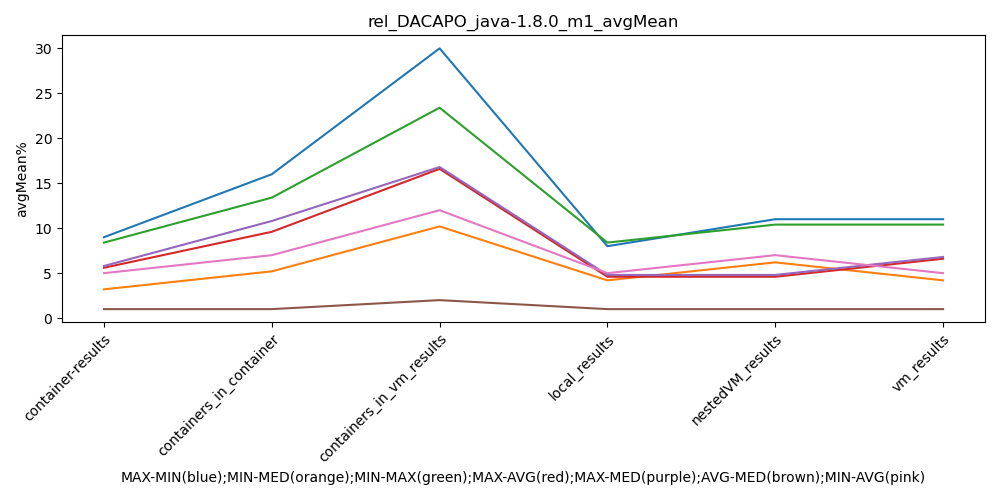 rel_DACAPO_java-1.8.0_m1_avgMean
30
25
20
15
10
5
0
avgMean%
container-results
containers_in_container
containers_in_vm_results
local_results
nestedVM_results
vm_results
MAX-MIN(blue);MIN-MED(orange);MIN-MAX(green);MAX-AVG(red);MAX-MED(purple);AVG-MED(brown);MIN-AVG(pink)